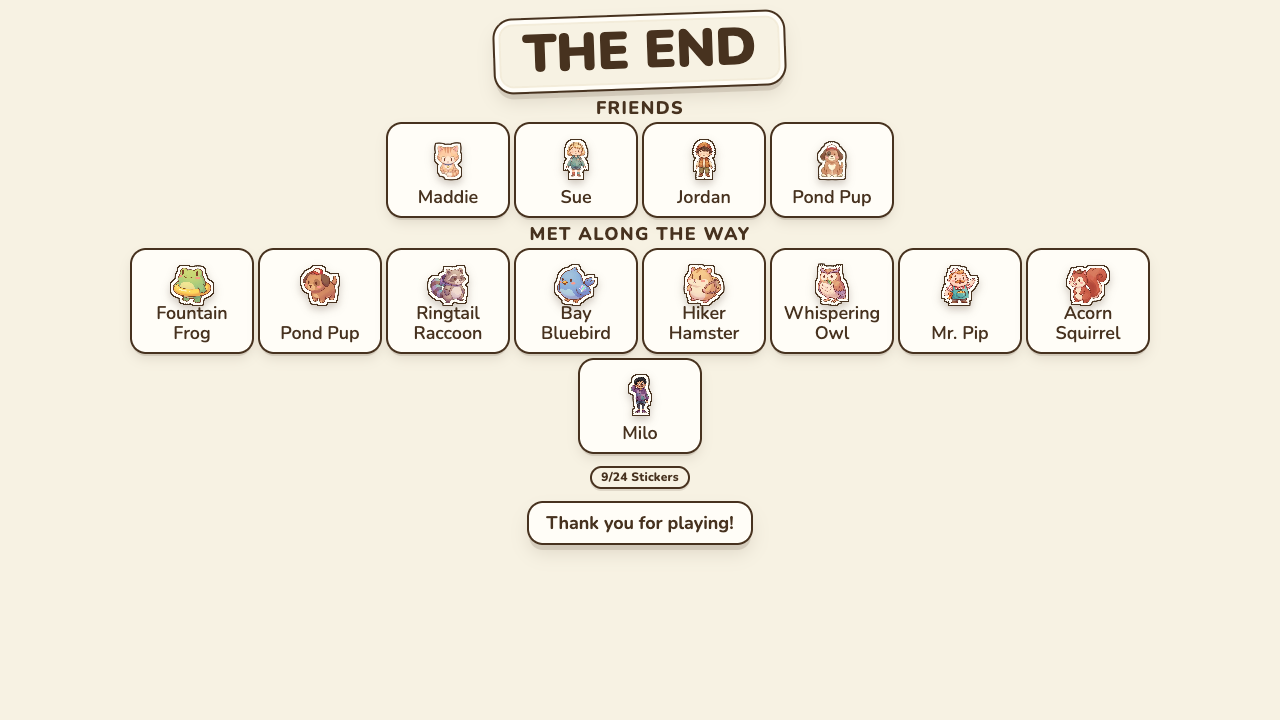 THE END
FRIENDS
Maddie
Sue
Jordan
Pond Pup
MET ALONG THE WAY
Fountain
Frog
Pond Pup
Ringtail
Raccoon
Bay
Bluebird
Hiker
Hamster
Whispering
Owl
Mr. Pip
Acorn
Squirrel
Milo
9/24 Stickers
Thank you for playing!